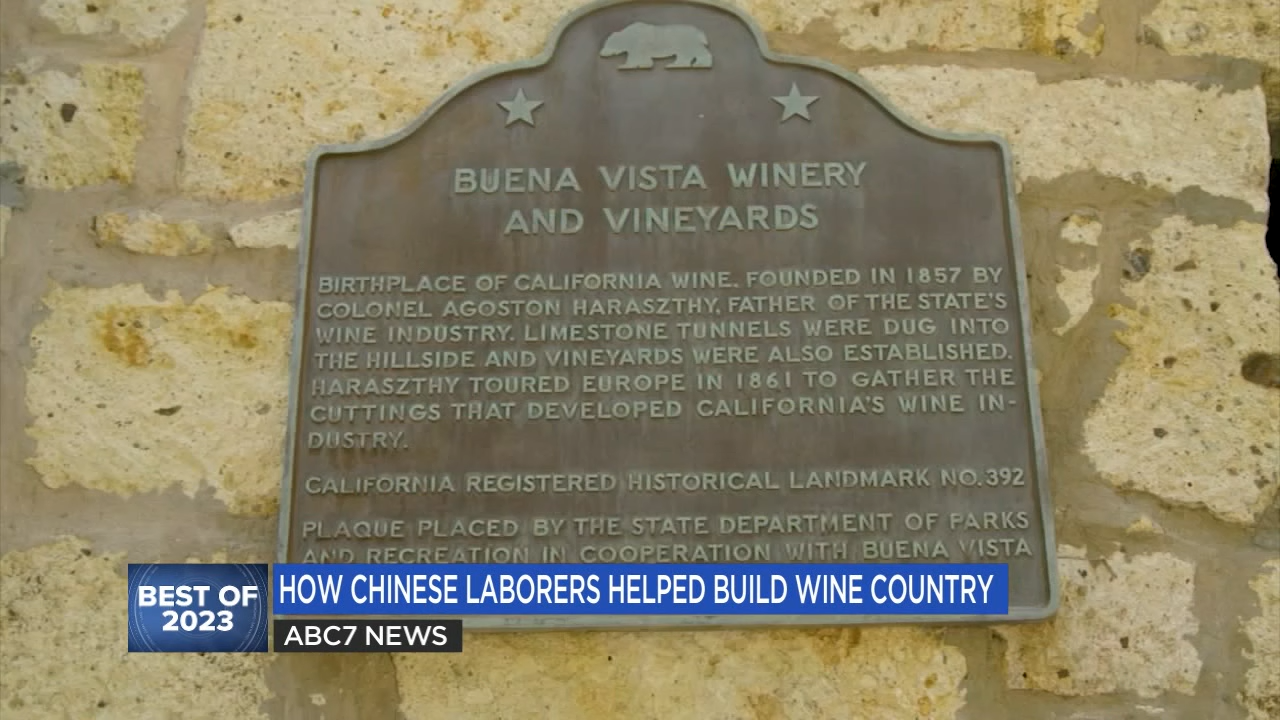 BUENA VISTA WINERY
AND VINEYARDS
BIRTHPLACE OF CALIFORNIA WINE. FOUNDED IN 1857 BY
COLONEL AGOSTON HARASZTHY, FATHER OF THE STATE'S
WINE INDUSTRY. LIMESTONE TUNNELS WERE DUG INTO
THE HILLSIDE AND VINEYARDS WERE ALSO ESTABLISHED.
HARASZTHY TOURED EUROPE IN 1861 TO GATHER THE
CUTTINGS THAT DEVELOPED CALIFORNIA'S WINE IN-
DUSTRY.
CALIFORNIA REGISTERED HISTORICAL LANDMARK NO. 392
PLAQUE PLACED BY THE STATE DEPARTMENT OF PARKS
AND RECREATION IN COOPERATION WITH BUENA VISTA
BEST OF
2023
HOW CHINESE LABORERS HELPED BUILD WINE COUNTRY
ABC7 NEWS